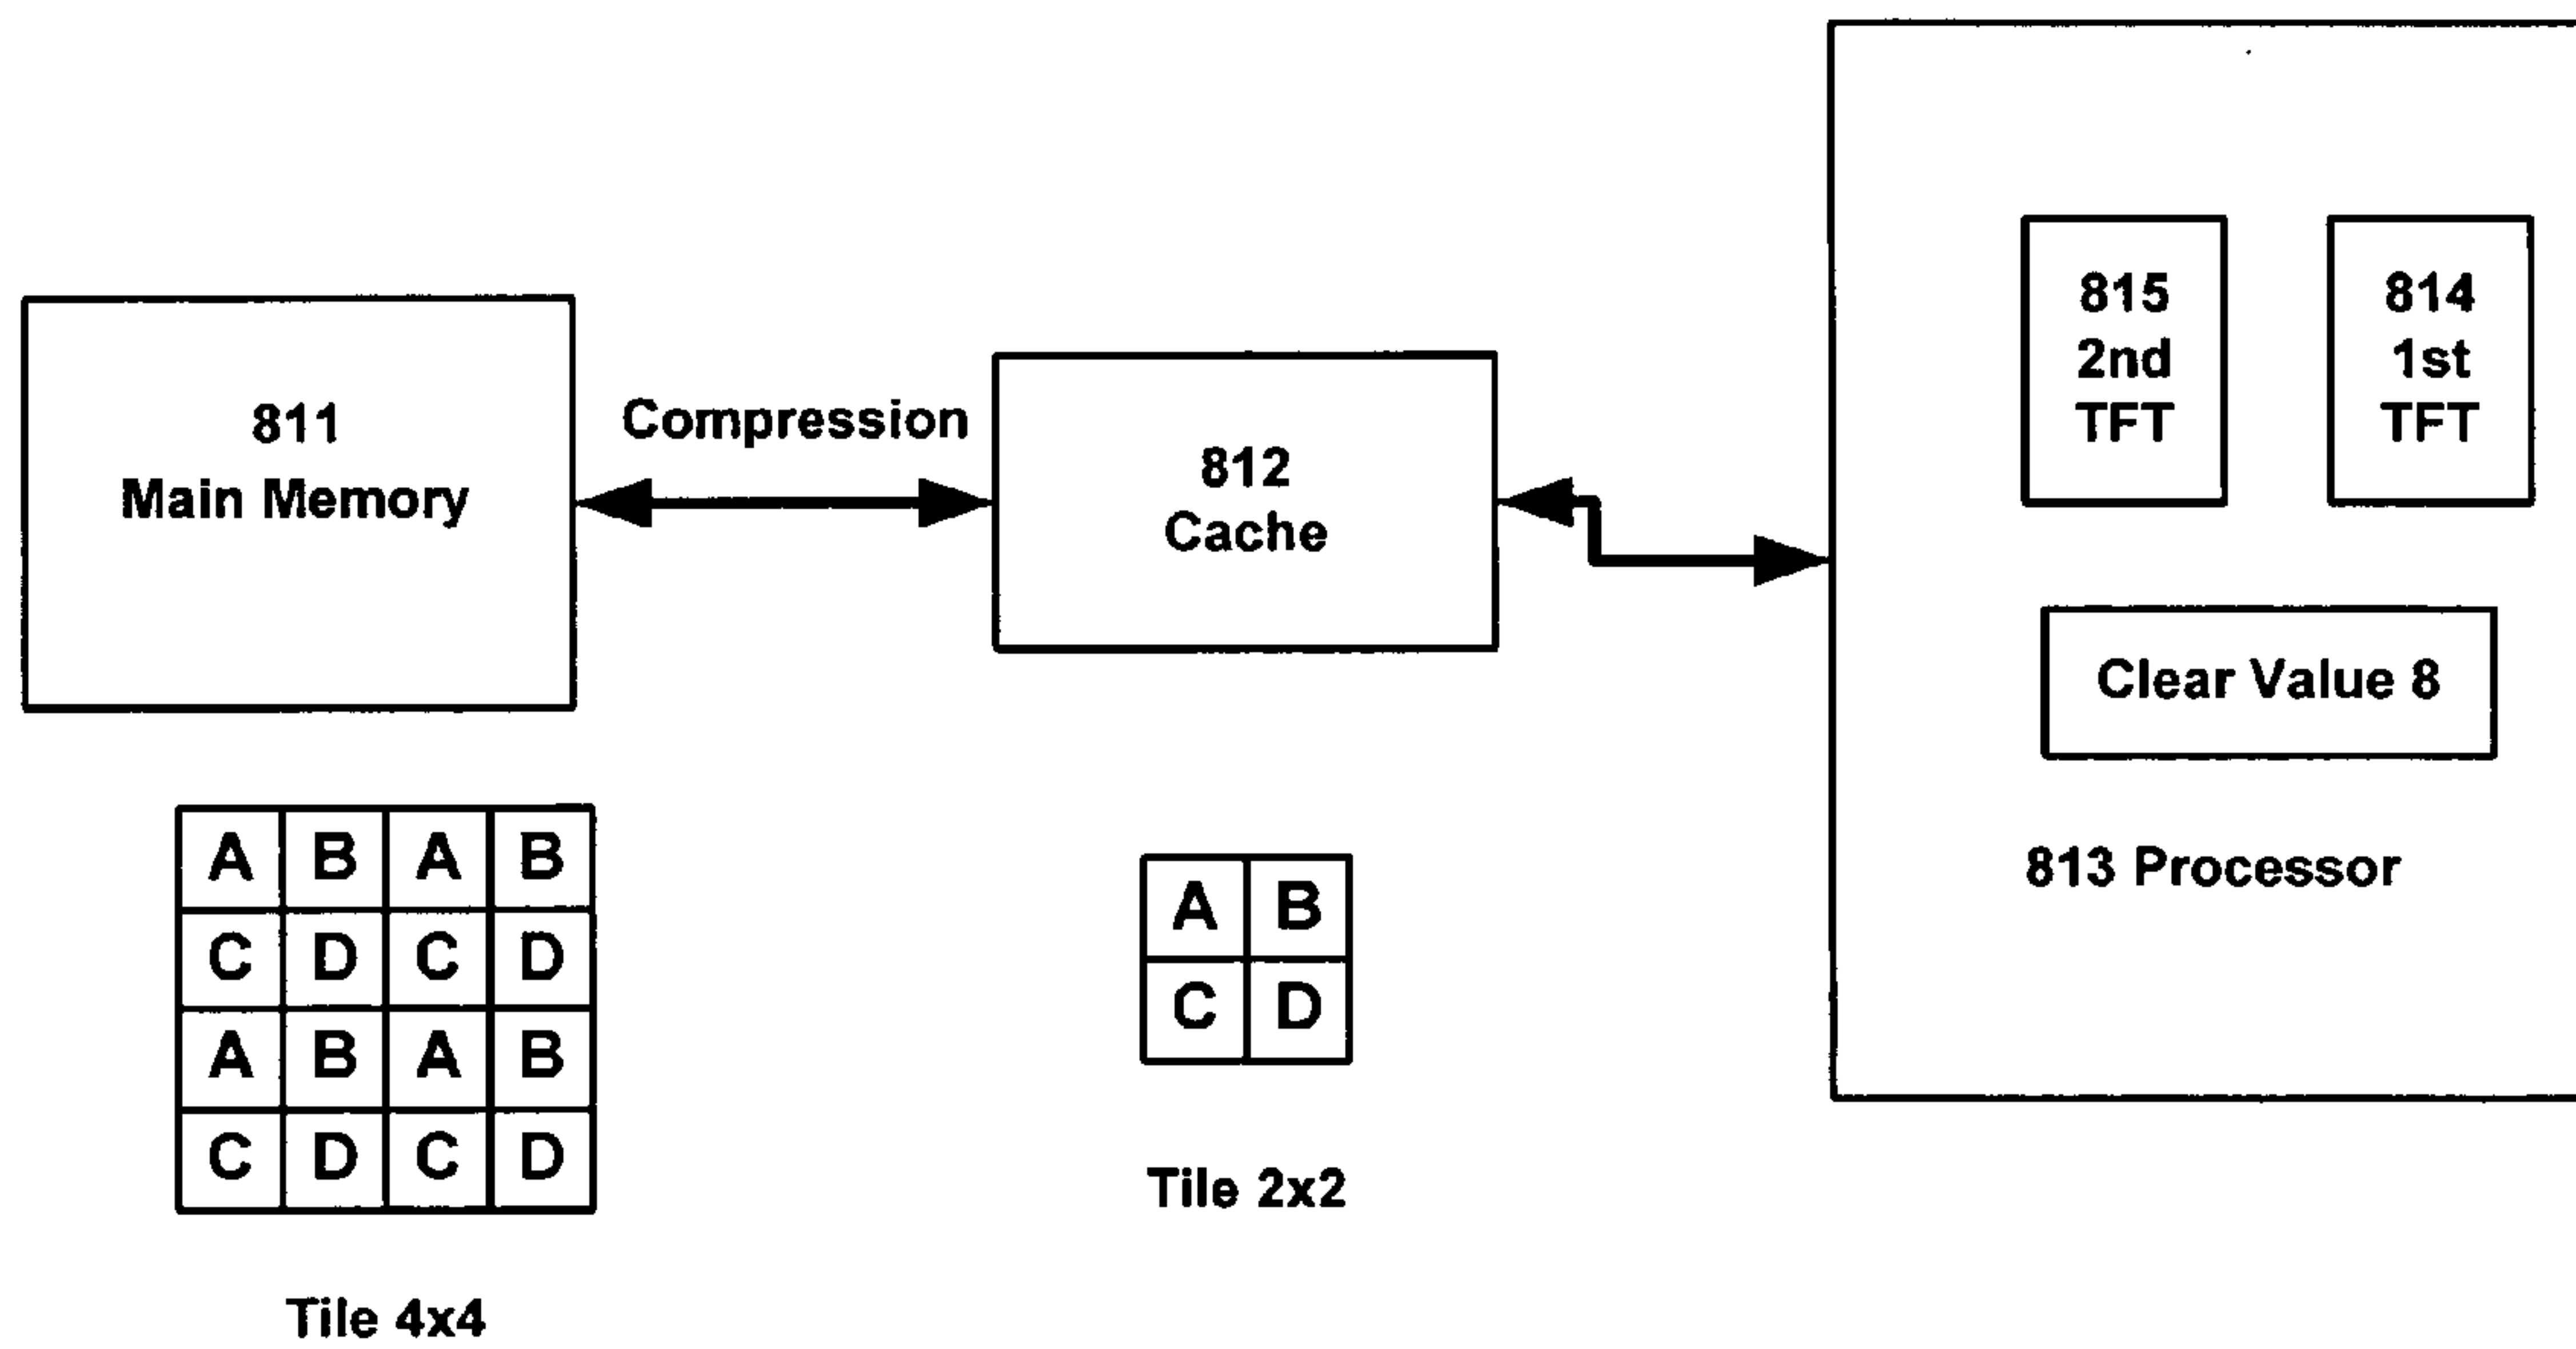 811
Main Memory
Compression
812
Cache
815
2nd
TFT
814
1st
TFT
Clear Value 8
813 Processor
A B A B
C D C D
A B A B
C D C D
Tile 4x4
A B
C D
Tile 2x2